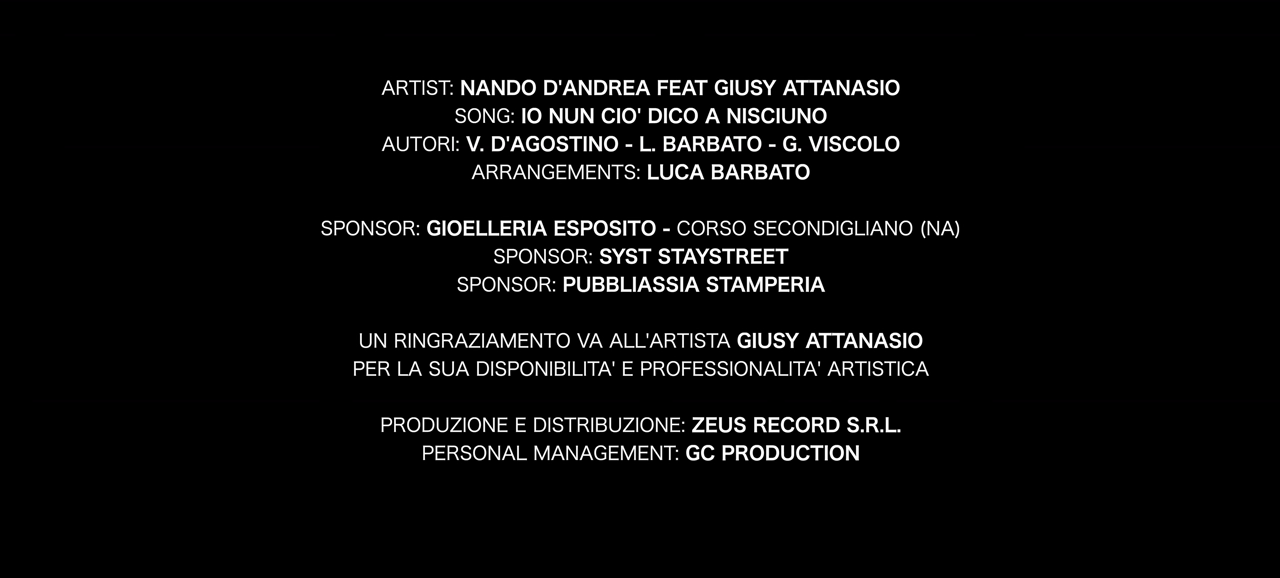 ARTIST: NANDO D'ANDREA FEAT GIUSY ATTANASIO
SONG: IO NUN CIO' DICO A NISCIUNO
AUTORI: V. D'AGOSTINO - L. BARBATO - G. VISCOLO
ARRANGEMENTS: LUCA BARBATO
SPONSOR: GIOELLERIA ESPOSITO - CORSO SECONDIGLIANO (NA)
SPONSOR: SYST STAYSTREET
SPONSOR: PUBBLIASSIA STAMPERIA
UN RINGRAZIAMENTO VA ALL'ARTISTA GIUSY ATTANASIO
PER LA SUA DISPONIBILITA' E PROFESSIONALITA' ARTISTICA
PRODUZIONE E DISTRIBUZIONE: ZEUS RECORD S.R.L.
PERSONAL MANAGEMENT: GC PRODUCTION